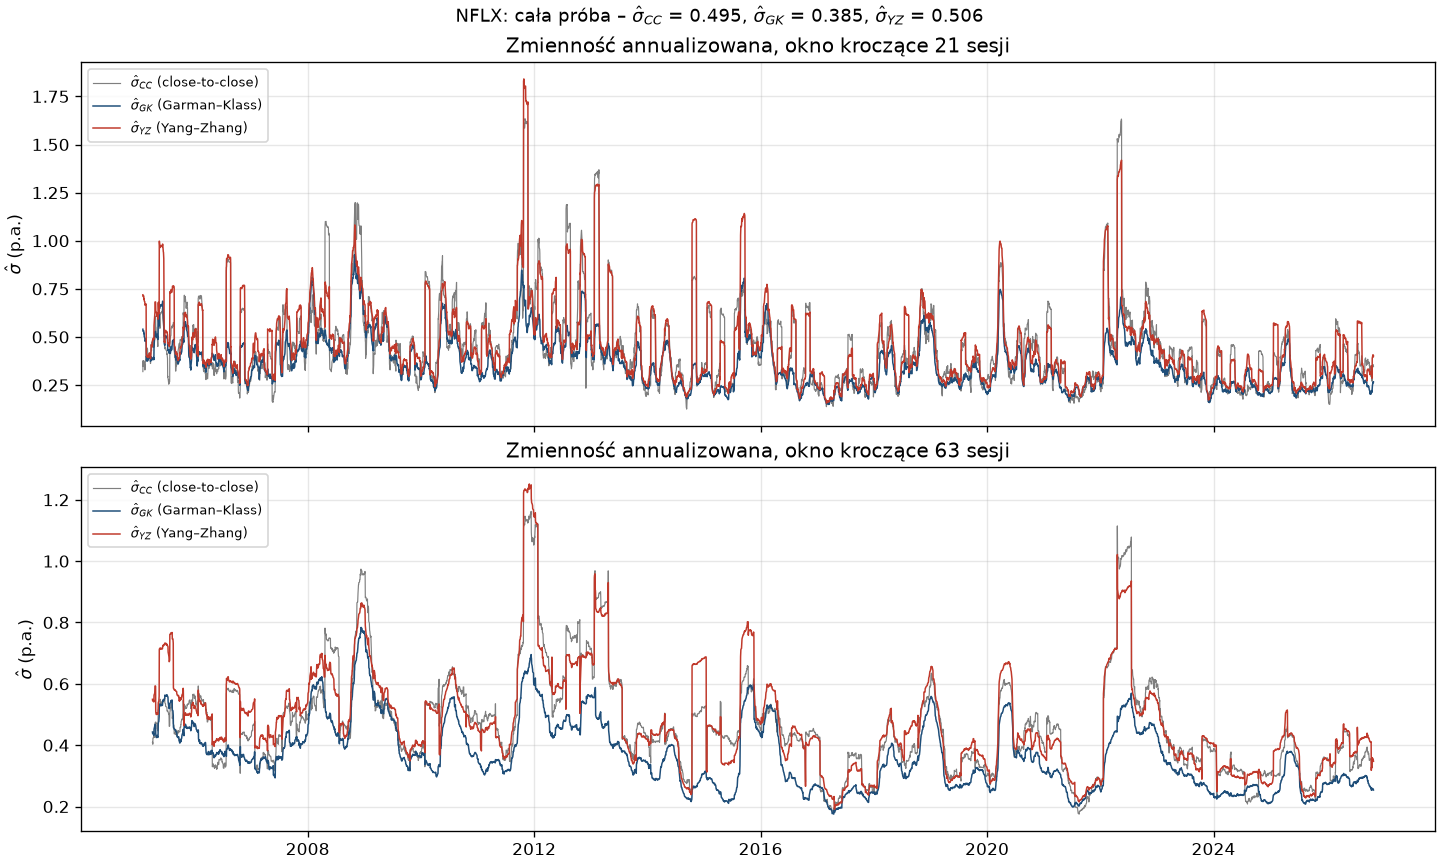 NFLX: cała próba – σ̂CC = 0.495, σ̂GK = 0.385, σ̂YZ = 0.506
Zmienność annualizowana, okno kroczące 21 sesji
σ̂CC (close-to-close)
σ̂GK (Garman–Klass)
σ̂YZ (Yang–Zhang)
σ̂ (p.a.)
1.75
1.50
1.25
1.00
0.75
0.50
0.25
Zmienność annualizowana, okno kroczące 63 sesji
σ̂CC (close-to-close)
σ̂GK (Garman–Klass)
σ̂YZ (Yang–Zhang)
σ̂ (p.a.)
1.2
1.0
0.8
0.6
0.4
0.2
2008 2012 2016 2020 2024